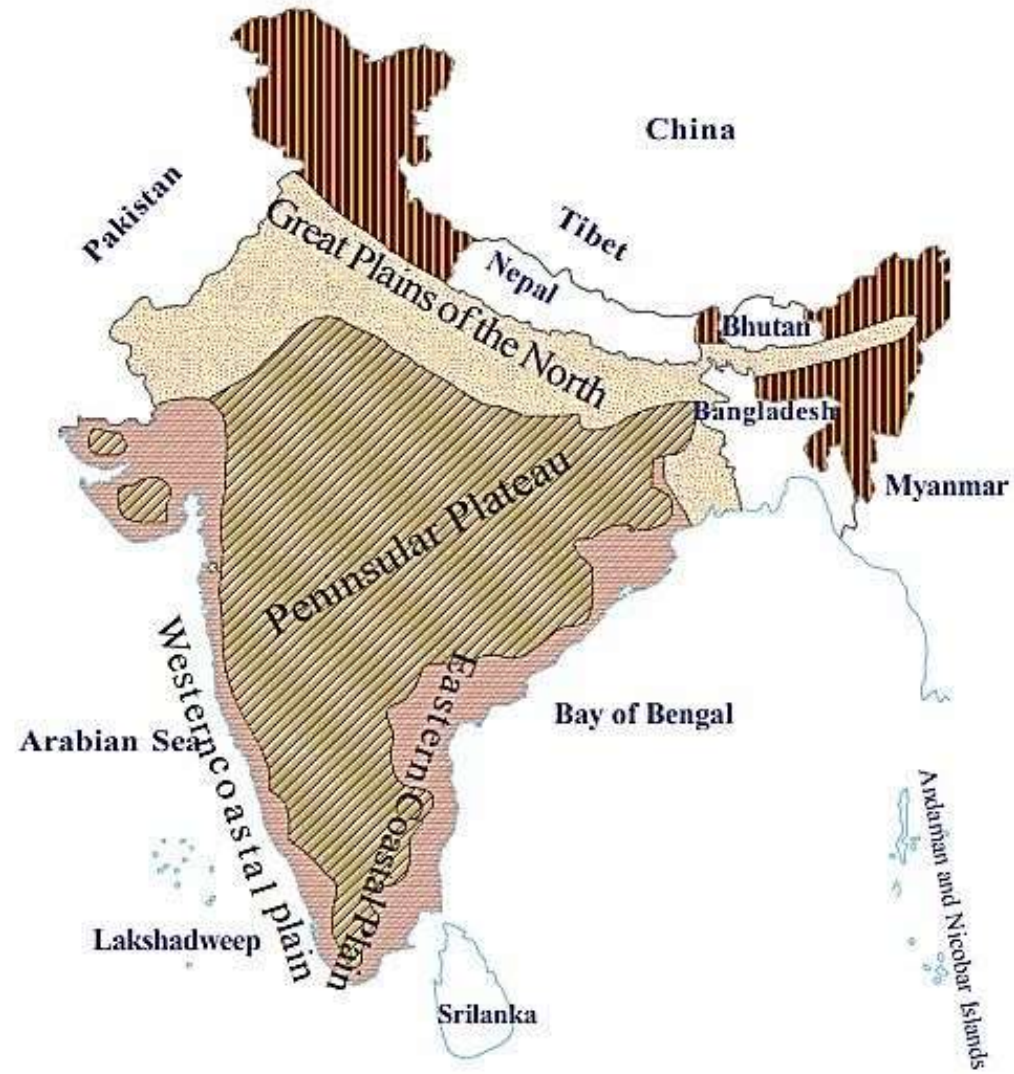 China
Pakistan
Tibet
Great Plains of the North
Nepal
Bhutan
Bangladesh
Myanmar
Peninsular Plateau
Western coastal plain
Eastern Coastal Plain
Bay of Bengal
Arabian Sea
Andaman and Nicobar Islands
Lakshadweep
Srilanka